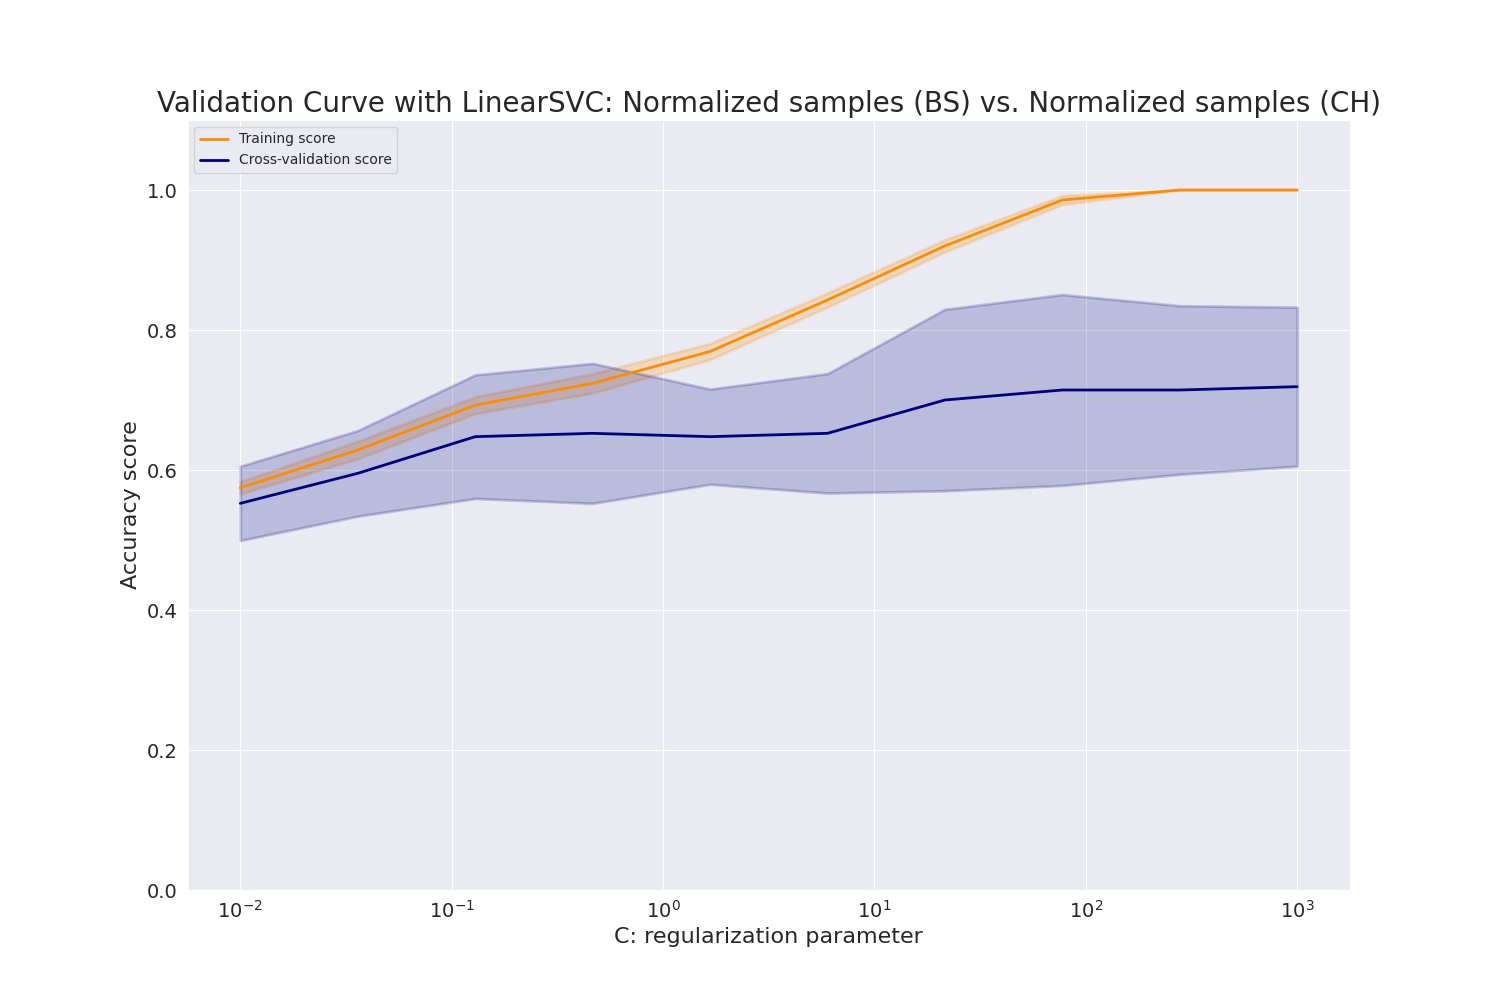 Validation Curve with LinearSVC: Normalized samples (BS) vs. Normalized samples (CH)
Training score
Cross-validation score
1.0
0.8
0.6
0.4
0.2
0.0
Accuracy score
10⁻² 10⁻¹ 10⁰ 10¹ 10² 10³
C: regularization parameter